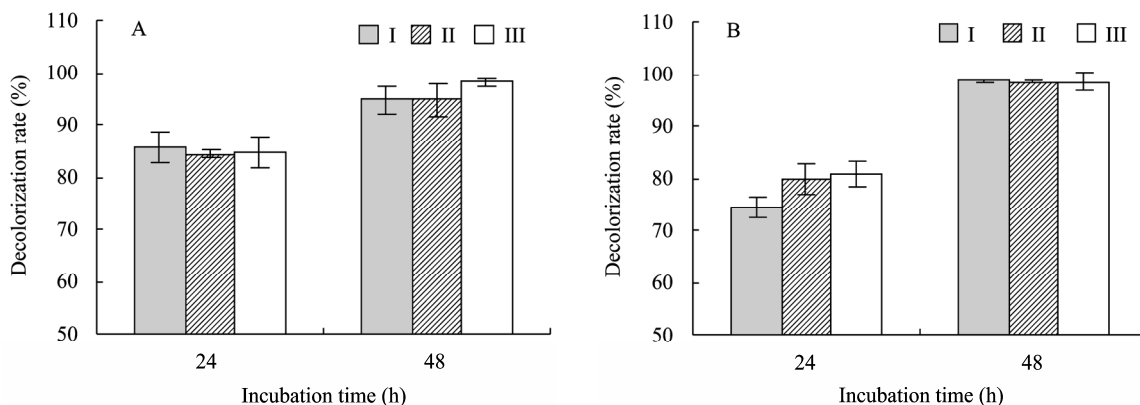 A
I II III
Decolorization rate (%)
110
100
90
80
70
60
50
24 48
Incubation time (h)
B
I II III
Decolorization rate (%)
110
100
90
80
70
60
50
24 48
Incubation time (h)